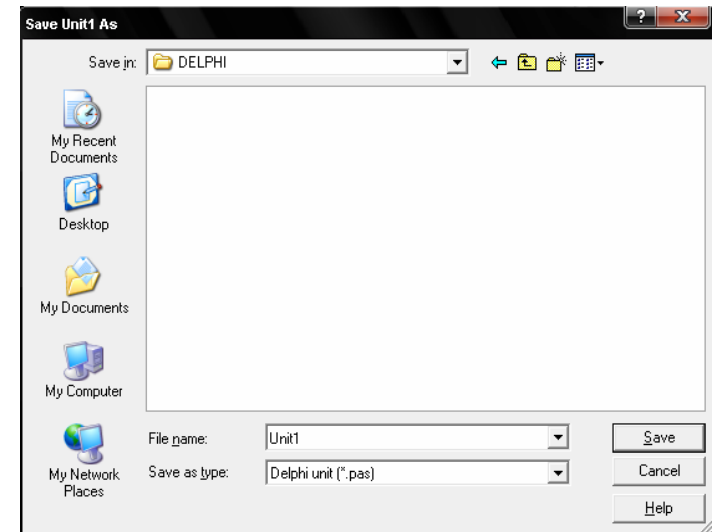 Save Unit1 As
?
X
Save in: DELPHI
My Recent
Documents
Desktop
My Documents
My Computer
My Network
Places
File name: Unit1 Save
Save as type: Delphi unit (*.pas) Cancel
Help